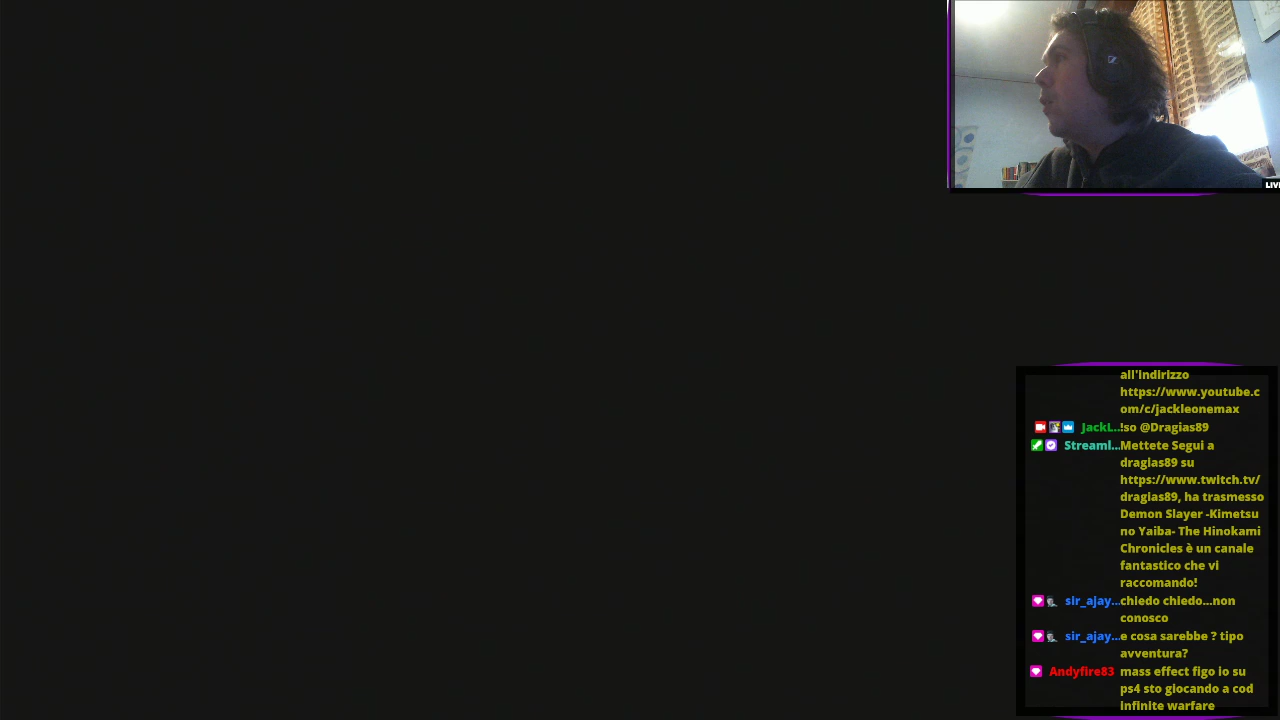 LIV
all'indirizzo
https://www.youtube.c
om/c/jackleonemax
JackL...!so @Dragias89
Streaml...Mettete Segui a
dragias89 su
https://www.twitch.tv/
dragias89, ha trasmesso
Demon Slayer -Kimetsu
no Yaiba- The Hinokami
Chronicles è un canale
fantastico che vi
raccomando!
sir_ajay...chiedo chiedo...non
conosco
sir_ajay...e cosa sarebbe ? tipo
avventura?
Andyfire83 mass effect figo io su
ps4 sto giocando a cod
infinite warfare